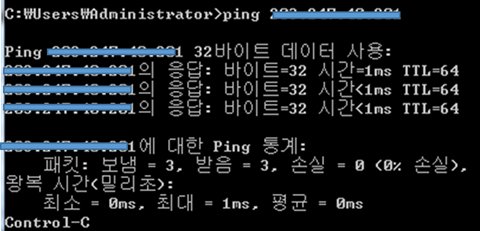 C:₩Users₩Administrator>ping
Ping 32바이트 데이터 사용:
의 응답: 바이트=32 시간=1ms TTL=64
의 응답: 바이트=32 시간<1ms TTL=64
의 응답: 바이트=32 시간<1ms TTL=64
에 대한 Ping 통계:
패킷: 보냄 = 3, 받음 = 3, 손실 = 0 (0% 손실),
왕복 시간(밀리초):
최소 = 0ms, 최대 = 1ms, 평균 = 0ms
Control-C